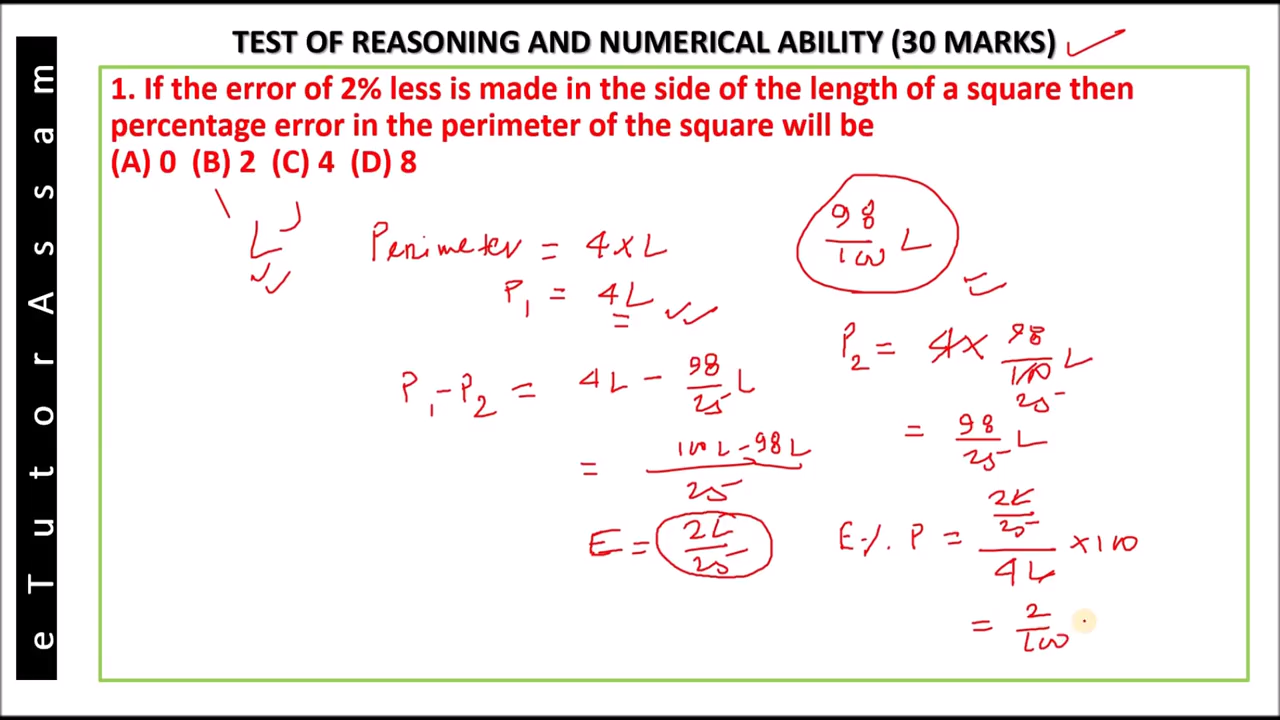 TEST OF REASONING AND NUMERICAL ABILITY (30 MARKS)
eTutorAssam
1. If the error of 2% less is made in the side of the length of a square then
percentage error in the perimeter of the square will be
(A) 0 (B) 2 (C) 4 (D) 8
L
Perimeter = 4 × L
P₁ = 4L
98/100 L
P₂ = 4 × 98/100 L
25
= 98/25 L
P₁ - P₂ = 4L - 98/25 L
= 100L - 98L / 25
E = 2L/25
E%. P = 2L/25 / 4L × 100
= 2/100